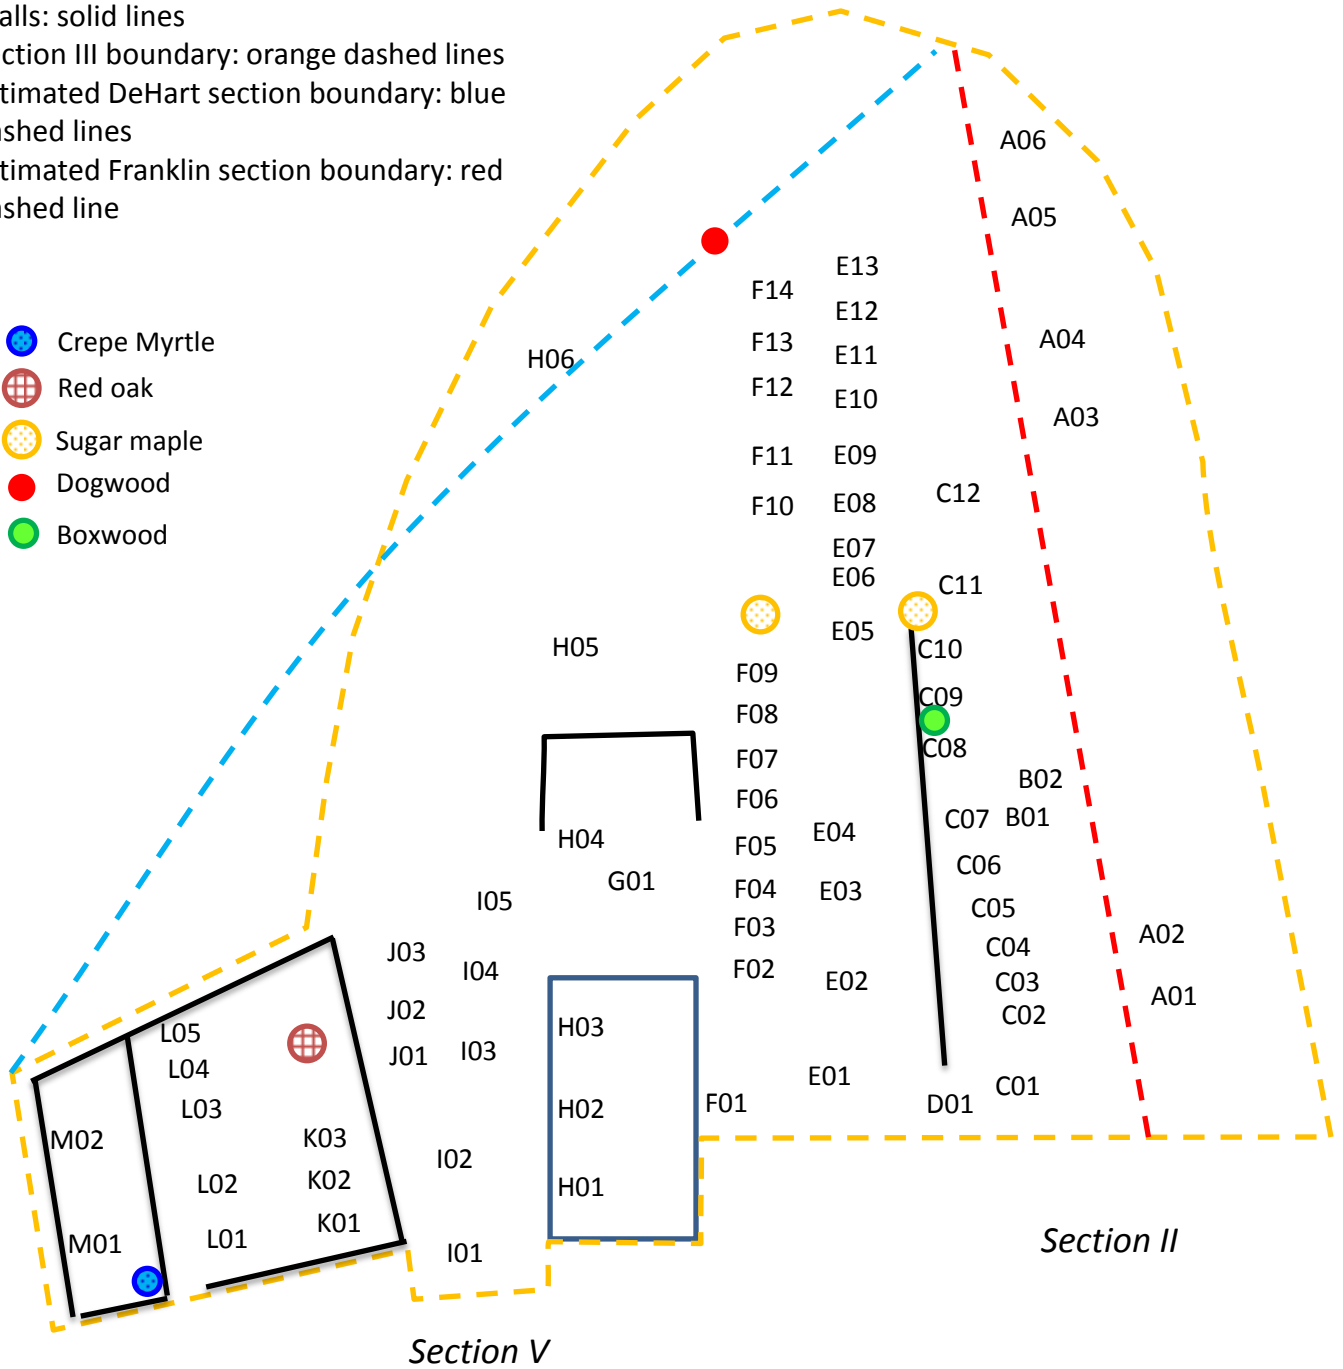 alls: solid lines
ction III boundary: orange dashed lines
timated DeHart section boundary: blue
ashed lines
timated Franklin section boundary: red
ashed line
A06
A05
E13
F14
E12
Crepe Myrtle
F13
A04
E11
H06
Red oak
F12
E10
A03
Sugar maple
F11
E09
Dogwood
C12
F10
E08
Boxwood
E07
E06
C11
E05
H05
C10
F09
C09
F08
C08
F07
B02
F06
C07
B01
E04
H04
F05
C06
G01
F04
E03
I05
C05
F03
A02
C04
J03
I04
F02
E02
C03
A01
J02
C02
H03
L05
J01
I03
L04
E01
C01
L03
H02
F01
D01
M02
K03
I02
L02
K02
H01
K01
M01
L01
I01
Section II
Section V